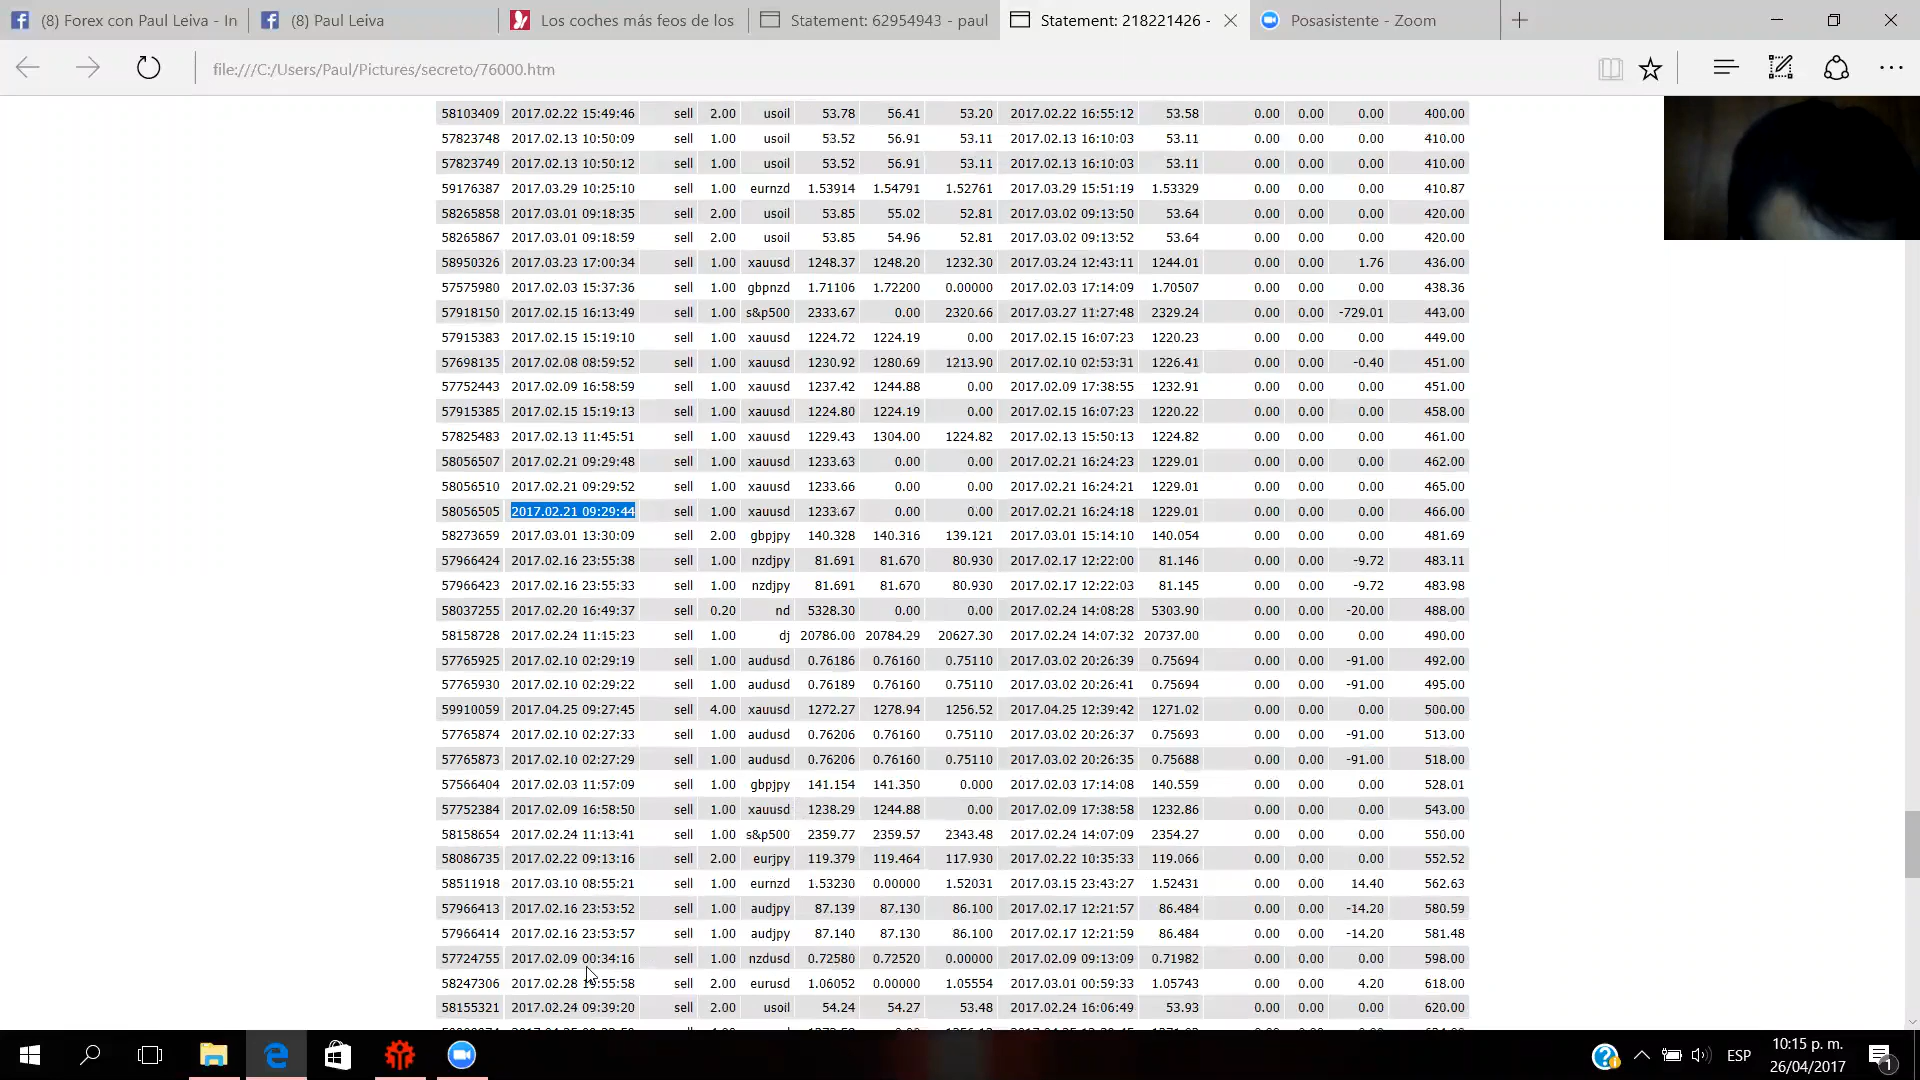 (8) Forex con Paul Leiva - In
(8) Paul Leiva
Los coches más feos de los
Statement: 62954943 - paul
Statement: 218221426 -
Posasistente - Zoom
file:///C:/Users/Paul/Pictures/secreto/76000.htm
58103409 2017.02.22 15:49:46 sell 2.00 usoil 53.78 56.41 53.20 2017.02.22 16:55:12 53.58 0.00 0.00 0.00 400.00
57823748 2017.02.13 10:50:09 sell 1.00 usoil 53.52 56.91 53.11 2017.02.13 16:10:03 53.11 0.00 0.00 0.00 410.00
57823749 2017.02.13 10:50:12 sell 1.00 usoil 53.52 56.91 53.11 2017.02.13 16:10:03 53.11 0.00 0.00 0.00 410.00
59176387 2017.03.29 10:25:10 sell 1.00 eurnzd 1.53914 1.54791 1.52761 2017.03.29 15:51:19 1.53329 0.00 0.00 0.00 410.87
58265858 2017.03.01 09:18:35 sell 2.00 usoil 53.85 55.02 52.81 2017.03.02 09:13:50 53.64 0.00 0.00 0.00 420.00
58265867 2017.03.01 09:18:59 sell 2.00 usoil 53.85 54.96 52.81 2017.03.02 09:13:52 53.64 0.00 0.00 0.00 420.00
58950326 2017.03.23 17:00:34 sell 1.00 xauusd 1248.37 1248.20 1232.30 2017.03.24 12:43:11 1244.01 0.00 0.00 1.76 436.00
57575980 2017.02.03 15:37:36 sell 1.00 gbpnzd 1.71106 1.72200 0.00000 2017.02.03 17:14:09 1.70507 0.00 0.00 0.00 438.36
57918150 2017.02.15 16:13:49 sell 1.00 s&p500 2333.67 0.00 2320.66 2017.03.27 11:27:48 2329.24 0.00 0.00 -729.01 443.00
57915383 2017.02.15 15:19:10 sell 1.00 xauusd 1224.72 1224.19 0.00 2017.02.15 16:07:23 1220.23 0.00 0.00 0.00 449.00
57698135 2017.02.08 08:59:52 sell 1.00 xauusd 1230.92 1280.69 1213.90 2017.02.10 02:53:31 1226.41 0.00 0.00 -0.40 451.00
57752443 2017.02.09 16:58:59 sell 1.00 xauusd 1237.42 1244.88 0.00 2017.02.09 17:38:55 1232.91 0.00 0.00 0.00 451.00
57915385 2017.02.15 15:19:13 sell 1.00 xauusd 1224.80 1224.19 0.00 2017.02.15 16:07:23 1220.22 0.00 0.00 0.00 458.00
57825483 2017.02.13 11:45:51 sell 1.00 xauusd 1229.43 1304.00 1224.82 2017.02.13 15:50:13 1224.82 0.00 0.00 0.00 461.00
58056507 2017.02.21 09:29:48 sell 1.00 xauusd 1233.63 0.00 0.00 2017.02.21 16:24:23 1229.01 0.00 0.00 0.00 462.00
58056510 2017.02.21 09:29:52 sell 1.00 xauusd 1233.66 0.00 0.00 2017.02.21 16:24:21 1229.01 0.00 0.00 0.00 465.00
58056505 2017.02.21 09:29:44 sell 1.00 xauusd 1233.67 0.00 0.00 2017.02.21 16:24:18 1229.01 0.00 0.00 0.00 466.00
58273659 2017.03.01 13:30:09 sell 2.00 gbpjpy 140.328 140.316 139.121 2017.03.01 15:14:10 140.054 0.00 0.00 0.00 481.69
57966424 2017.02.16 23:55:38 sell 1.00 nzdjpy 81.691 81.670 80.930 2017.02.17 12:22:00 81.146 0.00 0.00 -9.72 483.11
57966423 2017.02.16 23:55:33 sell 1.00 nzdjpy 81.691 81.670 80.930 2017.02.17 12:22:03 81.145 0.00 0.00 -9.72 483.98
58037255 2017.02.20 16:49:37 sell 0.20 nd 5328.30 0.00 0.00 2017.02.24 14:08:28 5303.90 0.00 0.00 -20.00 488.00
58158728 2017.02.24 11:15:23 sell 1.00 dj 20786.00 20784.29 20627.30 2017.02.24 14:07:32 20737.00 0.00 0.00 0.00 490.00
57765925 2017.02.10 02:29:19 sell 1.00 audusd 0.76186 0.76160 0.75110 2017.03.02 20:26:39 0.75694 0.00 0.00 -91.00 492.00
57765930 2017.02.10 02:29:22 sell 1.00 audusd 0.76189 0.76160 0.75110 2017.03.02 20:26:41 0.75694 0.00 0.00 -91.00 495.00
59910059 2017.04.25 09:27:45 sell 4.00 xauusd 1272.27 1278.94 1256.52 2017.04.25 12:39:42 1271.02 0.00 0.00 0.00 500.00
57765874 2017.02.10 02:27:33 sell 1.00 audusd 0.76206 0.76160 0.75110 2017.03.02 20:26:37 0.75693 0.00 0.00 -91.00 513.00
57765873 2017.02.10 02:27:29 sell 1.00 audusd 0.76206 0.76160 0.75110 2017.03.02 20:26:35 0.75688 0.00 0.00 -91.00 518.00
57566404 2017.02.03 11:57:09 sell 1.00 gbpjpy 141.154 141.350 0.000 2017.02.03 17:14:08 140.559 0.00 0.00 0.00 528.01
57752384 2017.02.09 16:58:50 sell 1.00 xauusd 1238.29 1244.88 0.00 2017.02.09 17:38:58 1232.86 0.00 0.00 0.00 543.00
58158654 2017.02.24 11:13:41 sell 1.00 s&p500 2359.77 2359.57 2343.48 2017.02.24 14:07:09 2354.27 0.00 0.00 0.00 550.00
58086735 2017.02.22 09:13:16 sell 2.00 eurjpy 119.379 119.464 117.930 2017.02.22 10:35:33 119.066 0.00 0.00 0.00 552.52
58511918 2017.03.10 08:55:21 sell 1.00 eurnzd 1.53230 0.00000 1.52031 2017.03.15 23:43:27 1.52431 0.00 0.00 14.40 562.63
57966413 2017.02.16 23:53:52 sell 1.00 audjpy 87.139 87.130 86.100 2017.02.17 12:21:57 86.484 0.00 0.00 -14.20 580.59
57966414 2017.02.16 23:53:57 sell 1.00 audjpy 87.140 87.130 86.100 2017.02.17 12:21:59 86.484 0.00 0.00 -14.20 581.48
57724755 2017.02.09 00:34:16 sell 1.00 nzdusd 0.72580 0.72520 0.00000 2017.02.09 09:13:09 0.71982 0.00 0.00 0.00 598.00
58247306 2017.02.28 sell 2.00 eurusd 1.06052 0.00000 1.05554 2017.03.01 00:59:33 1.05743 0.00 0.00 4.20 618.00
58155321 2017.02.24 09:39:20 sell 2.00 usoil 54.24 54.27 53.48 2017.02.24 16:06:49 53.93 0.00 0.00 0.00 620.00
ESP
10:15 p. m.
26/04/2017
1